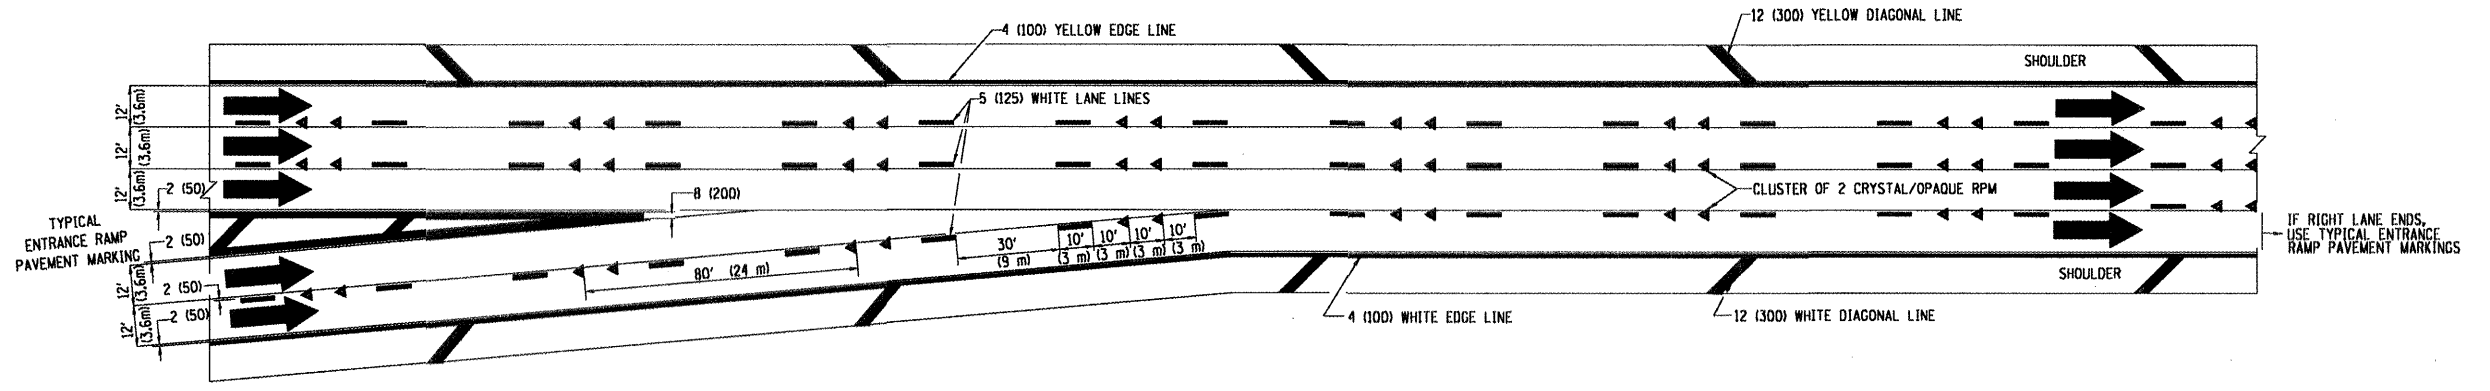 4 (100) YELLOW EDGE LINE
12 (300) YELLOW DIAGONAL LINE
SHOULDER
5 (125) WHITE LANE LINES
12'
(3.6m)
12'
(3.6m)
12'
(3.6m)
2 (50)
8 (200)
CLUSTER OF 2 CRYSTAL/OPAQUE RPM
TYPICAL
ENTRANCE RAMP
PAVEMENT MARKING
2 (50)
IF RIGHT LANE ENDS,
USE TYPICAL ENTRANCE
RAMP PAVEMENT MARKINGS
30'
(9 m)
10'
(3 m)
10'
(3 m)
10'
(3 m)
10'
(3 m)
80' (24 m)
12'
(3.6m)
2 (50)
12'
(3.6m)
2 (50)
SHOULDER
4 (100) WHITE EDGE LINE
12 (300) WHITE DIAGONAL LINE